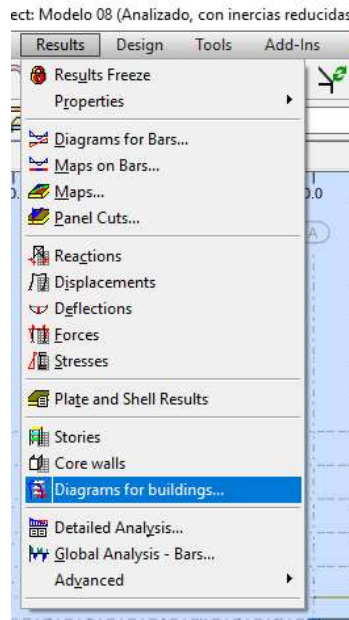 ect: Modelo 08 (Analizado, con inercias reducidas
Results Design Tools Add-Ins
Results Freeze
Properties
Diagrams for Bars...
Maps on Bars...
Maps...
Panel Cuts...
Reactions
Displacements
Deflections
Forces
Stresses
Plate and Shell Results
Stories
Core walls
Diagrams for buildings...
Detailed Analysis...
Global Analysis - Bars...
Advanced
0.0
A